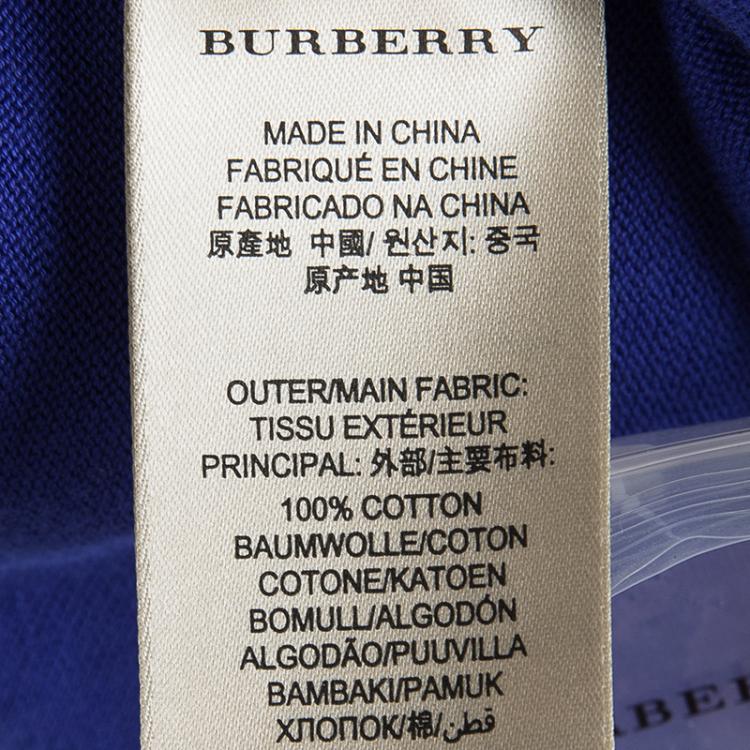 BURBERRY
MADE IN CHINA
FABRIQUÉ EN CHINE
FABRICADO NA CHINA
原產地 中國/ 원산지: 중국
原产地 中国
OUTER/MAIN FABRIC:
TISSU EXTÉRIEUR
PRINCIPAL: 外部/主要布料:
100% COTTON
BAUMWOLLE/COTON
COTONE/KATOEN
BOMULL/ALGODÓN
ALGODÃO/PUUVILLA
BAMBAKI/PAMUK
ХЛОПОК/棉/قطن